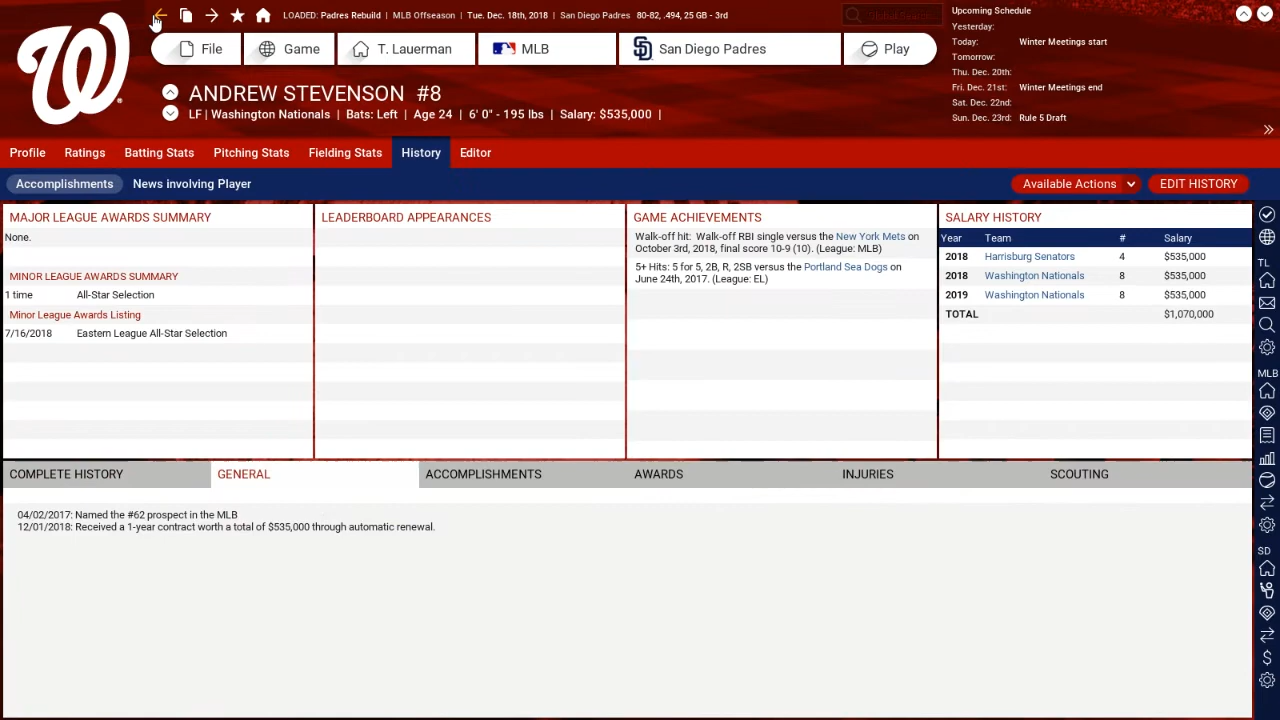 LOADED: Padres Rebuild | MLB Offseason | Tue. Dec. 18th, 2018 | San Diego Padres 80-82, .494, 25 GB - 3rd
Upcoming Schedule
Yesterday:
Today: Winter Meetings start
Tomorrow:
Thu. Dec. 20th:
Fri. Dec. 21st: Winter Meetings end
Sat. Dec. 22nd:
Sun. Dec. 23rd: Rule 5 Draft
W
File
Game
T. Lauerman
MLB
San Diego Padres
Play
ANDREW STEVENSON #8
LF | Washington Nationals | Bats: Left | Age 24 | 6' 0" - 195 lbs | Salary: $535,000 |
Profile
Ratings
Batting Stats
Pitching Stats
Fielding Stats
History
Editor
Accomplishments
News involving Player
Available Actions
EDIT HISTORY
MAJOR LEAGUE AWARDS SUMMARY
None.
MINOR LEAGUE AWARDS SUMMARY
1 time All-Star Selection
Minor League Awards Listing
7/16/2018 Eastern League All-Star Selection
LEADERBOARD APPEARANCES
GAME ACHIEVEMENTS
Walk-off hit: Walk-off RBI single versus the New York Mets on
October 3rd, 2018, final score 10-9 (10). (League: MLB)
5+ Hits: 5 for 5, 2B, R, 2SB versus the Portland Sea Dogs on
June 24th, 2017. (League: EL)
SALARY HISTORY
Year Team # Salary
2018 Harrisburg Senators 4 $535,000
2018 Washington Nationals 8 $535,000
2019 Washington Nationals 8 $535,000
TOTAL $1,070,000
TL
MLB
SD
COMPLETE HISTORY
GENERAL
ACCOMPLISHMENTS
AWARDS
INJURIES
SCOUTING
04/02/2017: Named the #62 prospect in the MLB
12/01/2018: Received a 1-year contract worth a total of $535,000 through automatic renewal.